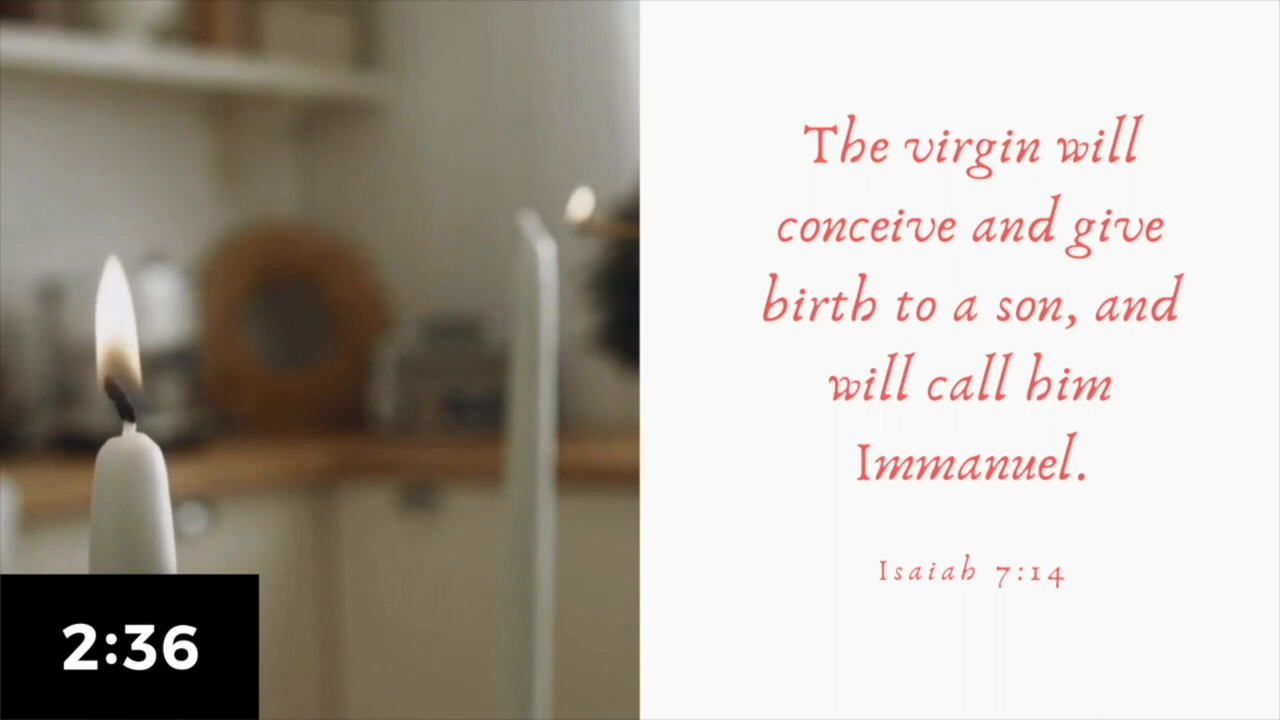 The virgin will
conceive and give
birth to a son, and
will call him
Immanuel.
Isaiah 7:14
2:36